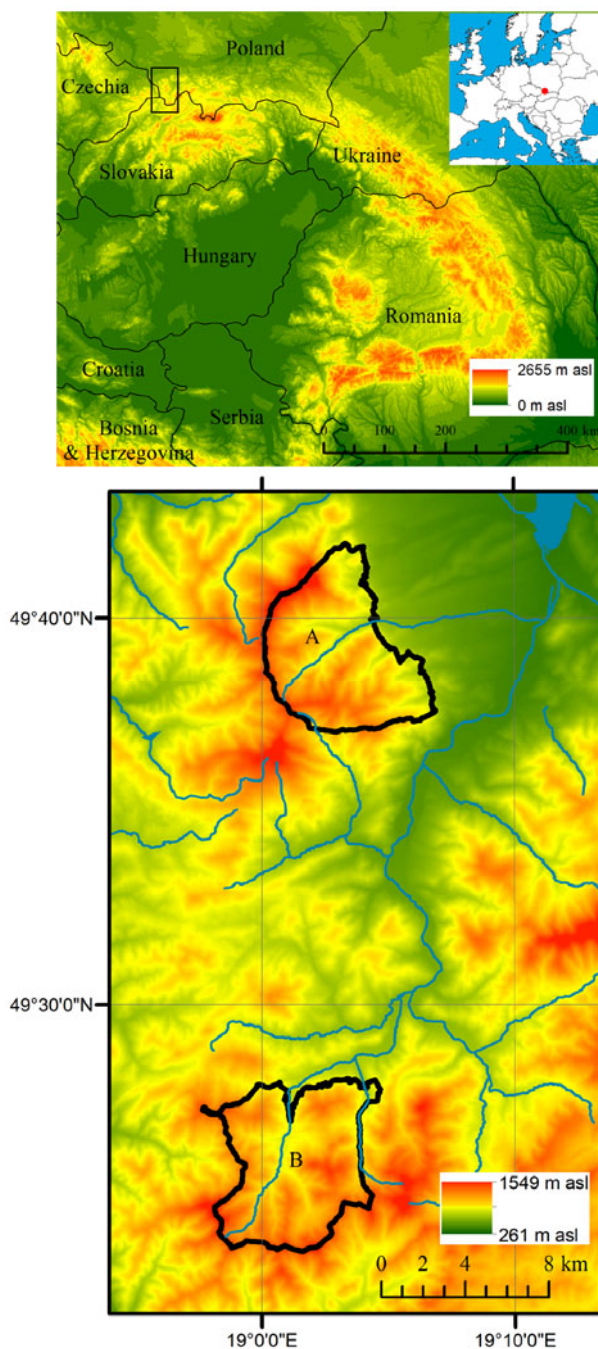 Poland
Czechia
Ukraine
Slovakia
Hungary
Romania
2655 m asl
0 m asl
Croatia
Serbia
Bosnia
& Herzegovina
0 100 200 400 km
49°40'0"N
A
49°30'0"N
B
1549 m asl
261 m asl
0 2 4 8 km
19°0'0"E 19°10'0"E